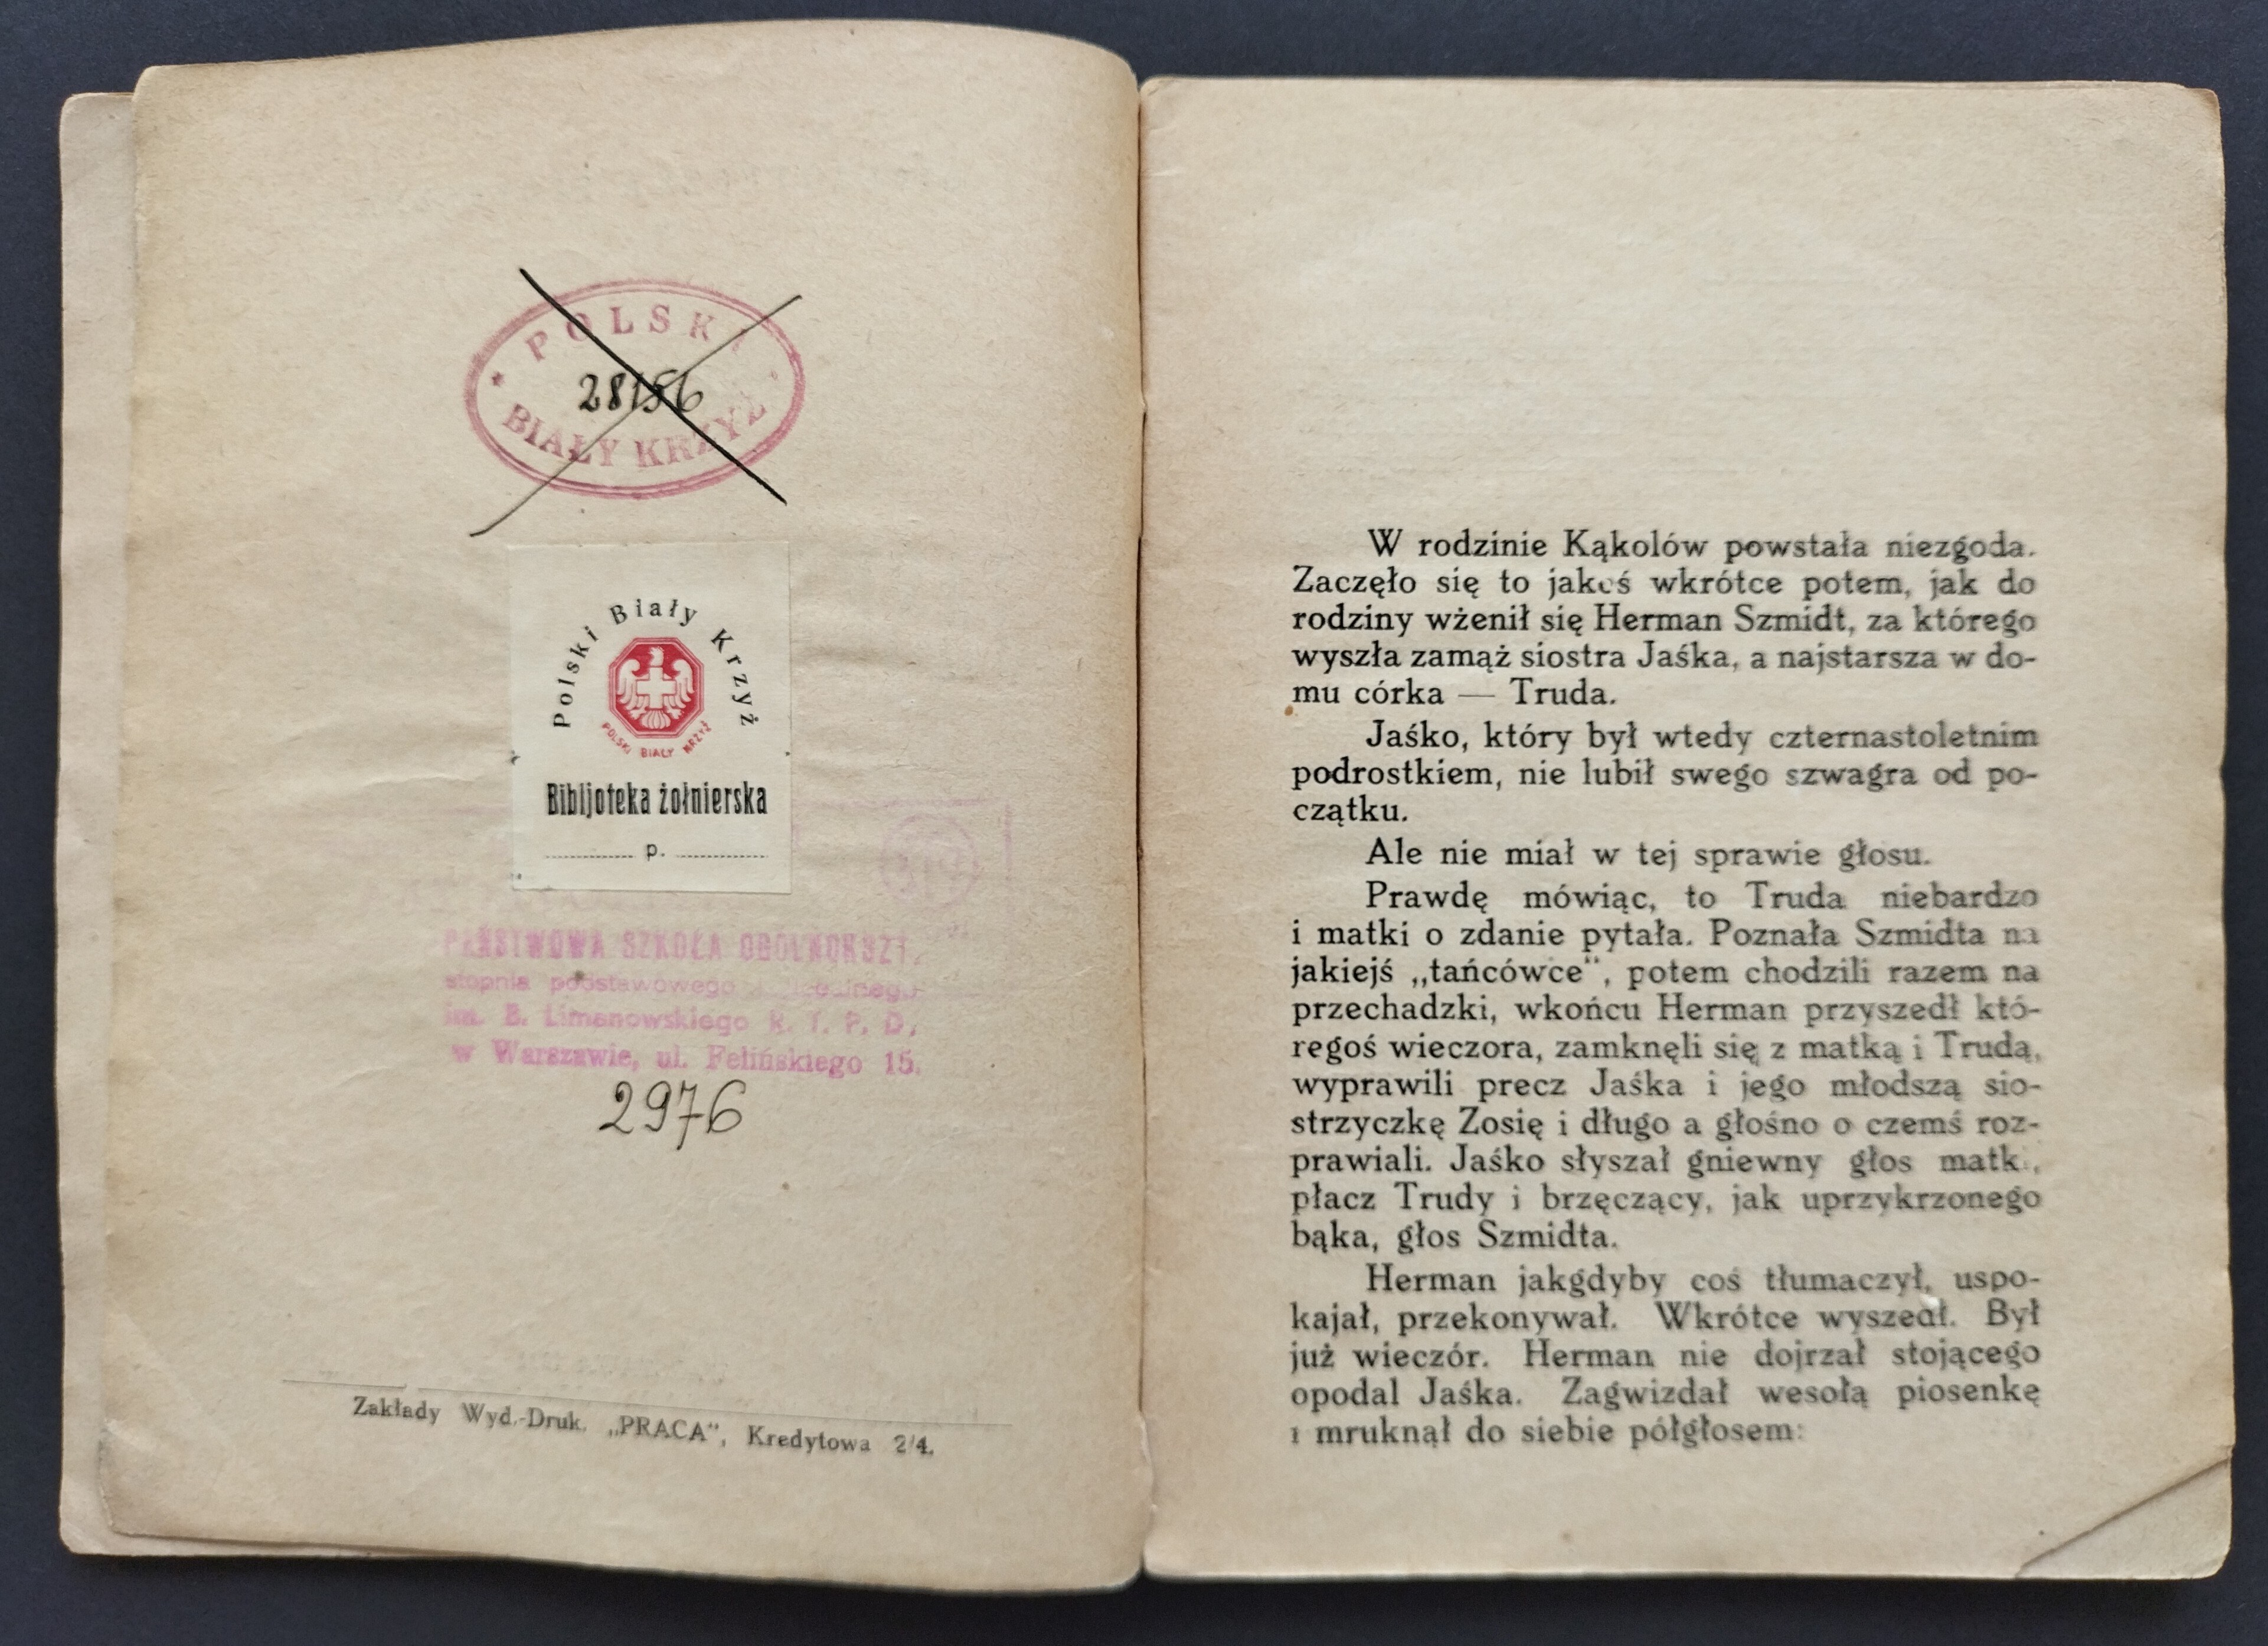 POLSKI
28156
BIAŁY KRZYŻ
Polski Biały Krzyż
POLSKI BIAŁY KRZYŻ
Bibljoteka żołnierska
p.
PAŃSTWOWA SZKOŁA OGÓLNOKSZT.
stopnia podstawowego
im. B. Limanowskiego R. T. P. D.
w Warszawie, ul. Felińskiego 15.
2976
Zakłady Wyd.-Druk. „PRACA“, Kredytowa 2/4.
W rodzinie Kąkolów powstała niezgoda.
Zaczęło się to jakoś wkrótce potem, jak do
rodziny wżenił się Herman Szmidt, za którego
wyszła zamąż siostra Jaśka, a najstarsza w do-
mu córka — Truda.
Jaśko, który był wtedy czternastoletnim
podrostkiem, nie lubił swego szwagra od po-
czątku.
Ale nie miał w tej sprawie głosu.
Prawdę mówiąc, to Truda niebardzo
i matki o zdanie pytała. Poznała Szmidta na
jakiejś „tańcówce“, potem chodzili razem na
przechadzki, wkońcu Herman przyszedł któ-
regoś wieczora, zamknęli się z matką i Trudą,
wyprawili precz Jaśka i jego młodszą sio-
strzyczkę Zosię i długo a głośno o czemś roz-
prawiali. Jaśko słyszał gniewny głos matki,
płacz Trudy i brzęczący, jak uprzykrzonego
bąka, głos Szmidta.
Herman jakgdyby coś tłumaczył, uspo-
kajał, przekonywał. Wkrótce wyszedł. Był
już wieczór. Herman nie dojrzał stojącego
opodal Jaśka. Zagwizdał wesołą piosenkę
i mruknął do siebie półgłosem: